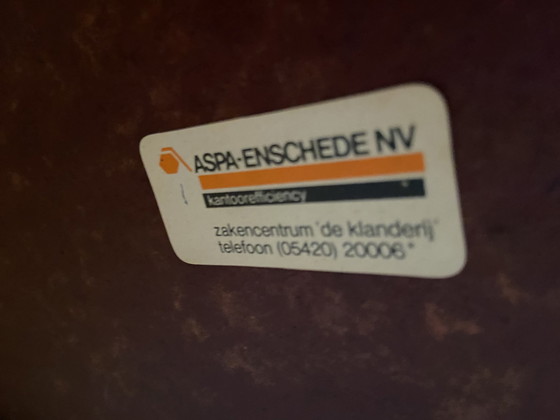 ASPA-ENSCHEDE NV
kantoorefficiency
zakencentrum 'de klanderij'
telefoon (05420) 20006*